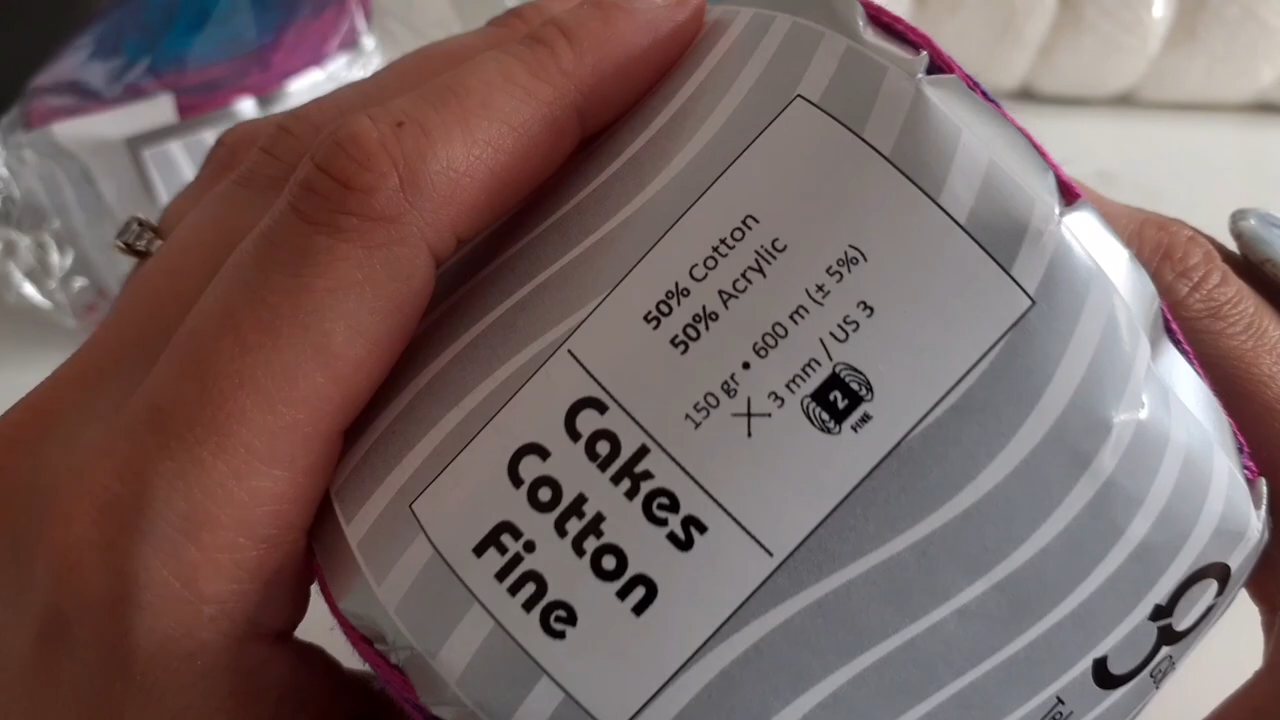 50% Cotton
50% Acrylic
150 gr • 600 m (± 5%)
3 mm / US 3
2
FINE
Cakes
Cotton
Fine